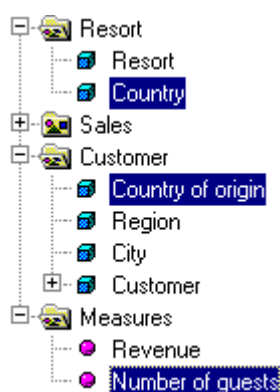 Resort
Resort
Country
Sales
Customer
Country of origin
Region
City
Customer
Measures
Revenue
Number of guests